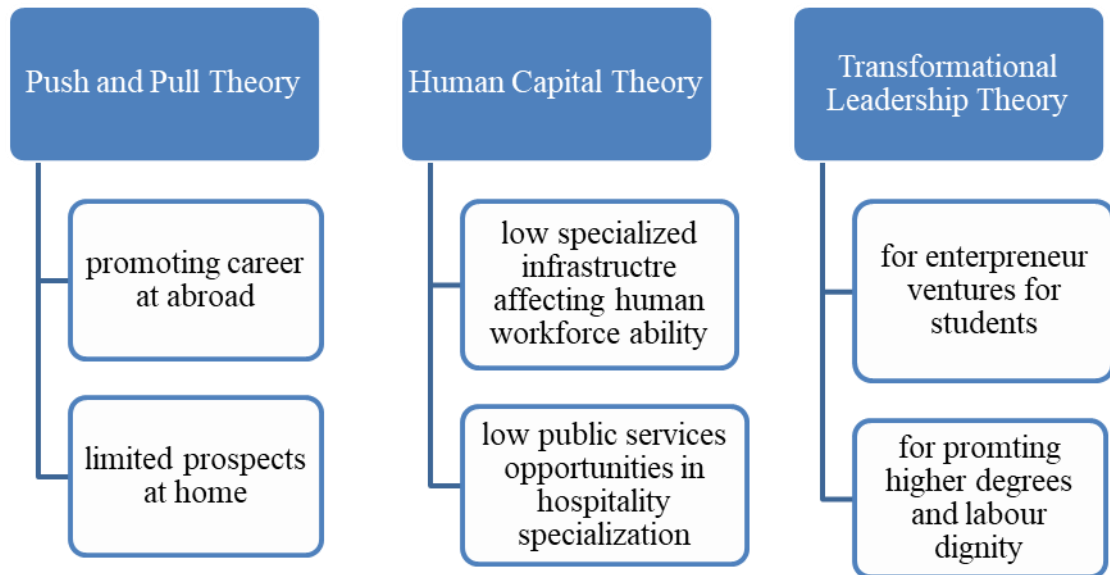 Push and Pull Theory
promoting career
at abroad
limited prospects
at home
Human Capital Theory
low specialized
infrastructre
affecting human
workforce ability
low public services
opportunities in
hospitality
specialization
Transformational
Leadership Theory
for enterpreneur
ventures for
students
for promting
higher degrees
and labour
dignity